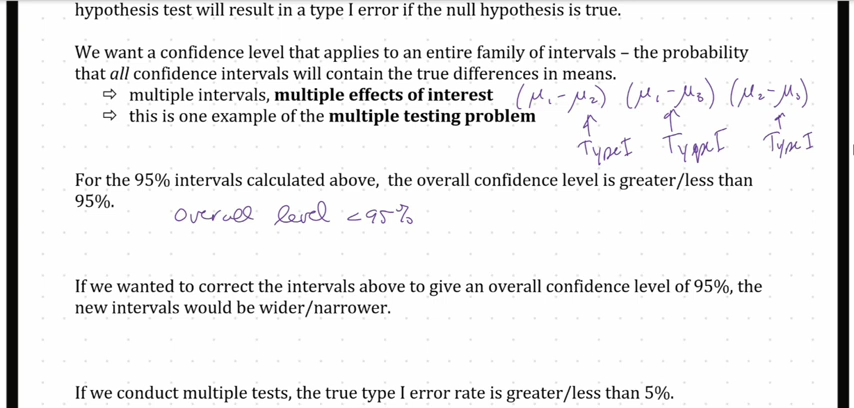 hypothesis test will result in a type I error if the null hypothesis is true.
We want a confidence level that applies to an entire family of intervals – the probability
that all confidence intervals will contain the true differences in means.
⇨ multiple intervals, multiple effects of interest (μ₁-μ₂) (μ₁-μ₃) (μ₂-μ₃)
⇨ this is one example of the multiple testing problem ↑ ↑ ↑
Type I Type I Type I
For the 95% intervals calculated above, the overall confidence level is greater/less than
95%.
Overall level <95%
If we wanted to correct the intervals above to give an overall confidence level of 95%, the
new intervals would be wider/narrower.
If we conduct multiple tests, the true type I error rate is greater/less than 5%.